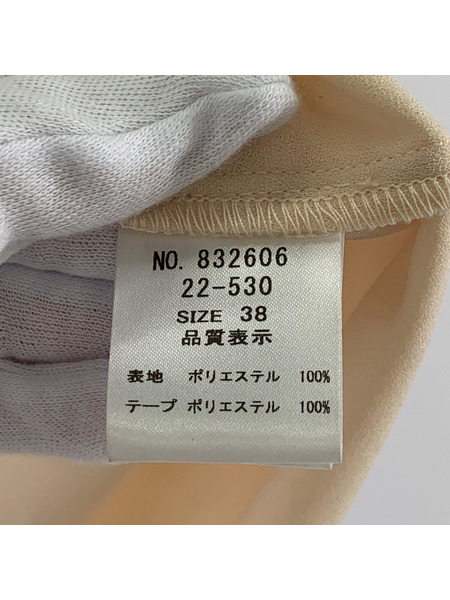 NO. 832606
22-530
SIZE 38
品質表示
表地 ポリエステル 100%
テープ ポリエステル 100%